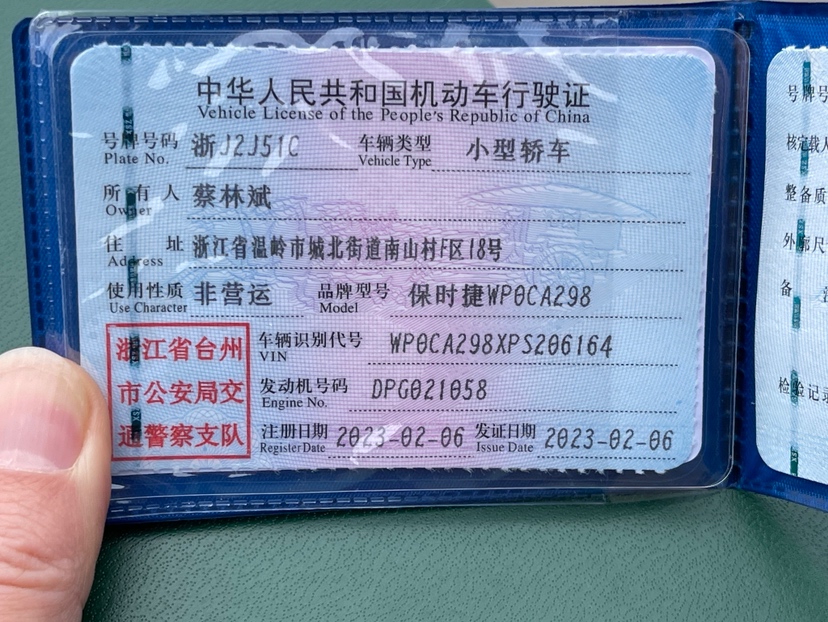 中华人民共和国机动车行驶证
Vehicle License of the People's Republic of China
号牌号码 浙J2J51C 车辆类型 小型轿车
Plate No. Vehicle Type
所有人 蔡林斌
Owner
住址 浙江省温岭市城北街道南山村F区18号
Address
使用性质 非营运 品牌型号 保时捷WP0CA298
Use Character Model
浙江省台州
市公安局交
通警察支队
车辆识别代号 WP0CA298XPS206164
VIN
发动机号码 DPG021058
Engine No.
注册日期 2023-02-06 发证日期 2023-02-06
Register Date Issue Date
号牌号
核定载人
整备质
外廓尺
备
检验记录